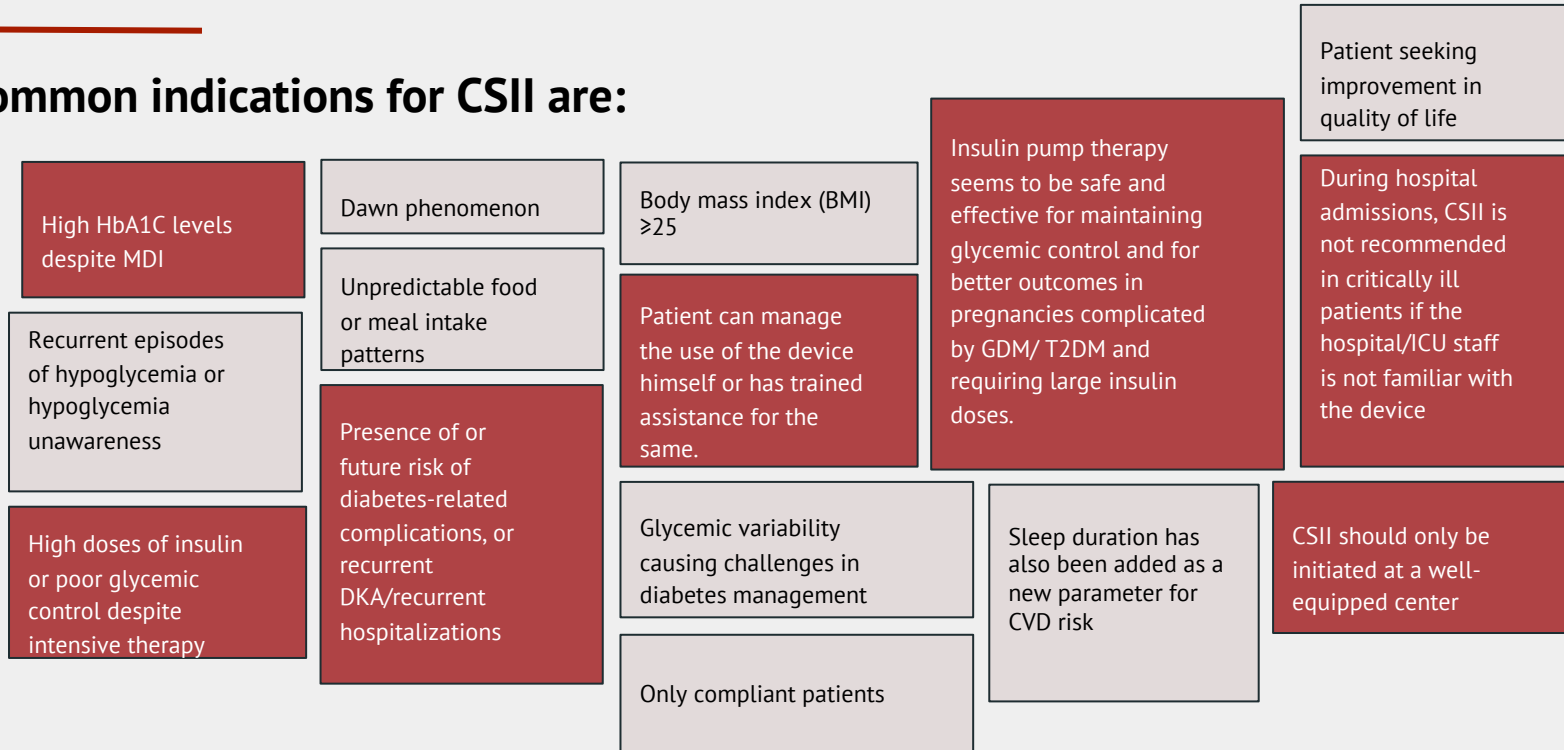 ommon indications for CSII are:
High HbA1C levels
despite MDI
Recurrent episodes
of hypoglycemia or
hypoglycemia
unawareness
High doses of insulin
or poor glycemic
control despite
intensive therapy
Dawn phenomenon
Unpredictable food
or meal intake
patterns
Presence of or
future risk of
diabetes-related
complications, or
recurrent
DKA/recurrent
hospitalizations
Body mass index (BMI)
≥25
Patient can manage
the use of the device
himself or has trained
assistance for the
same.
Glycemic variability
causing challenges in
diabetes management
Only compliant patients
Insulin pump therapy
seems to be safe and
effective for maintaining
glycemic control and for
better outcomes in
pregnancies complicated
by GDM/ T2DM and
requiring large insulin
doses.
Sleep duration has
also been added as a
new parameter for
CVD risk
Patient seeking
improvement in
quality of life
During hospital
admissions, CSII is
not recommended
in critically ill
patients if the
hospital/ICU staff
is not familiar with
the device
CSII should only be
initiated at a well-
equipped center